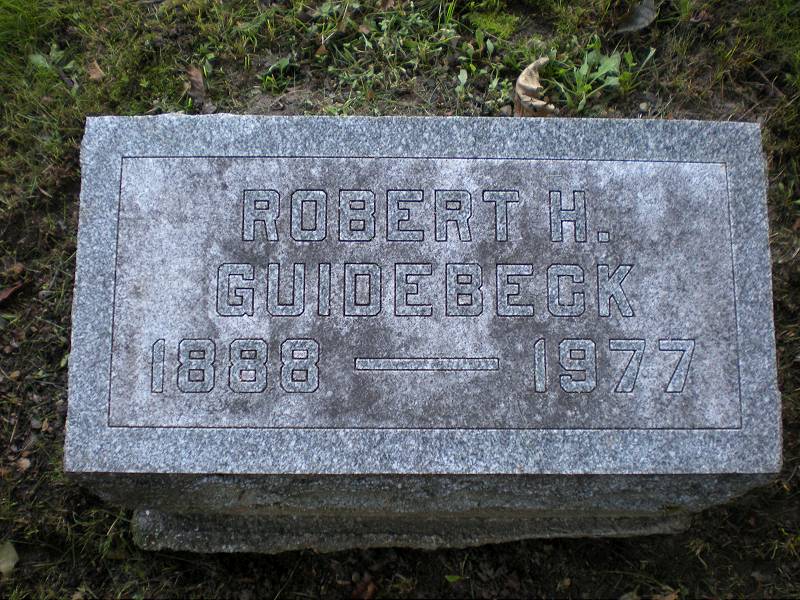 ROBERT H.
GUIDEBECK
1888 — 1977